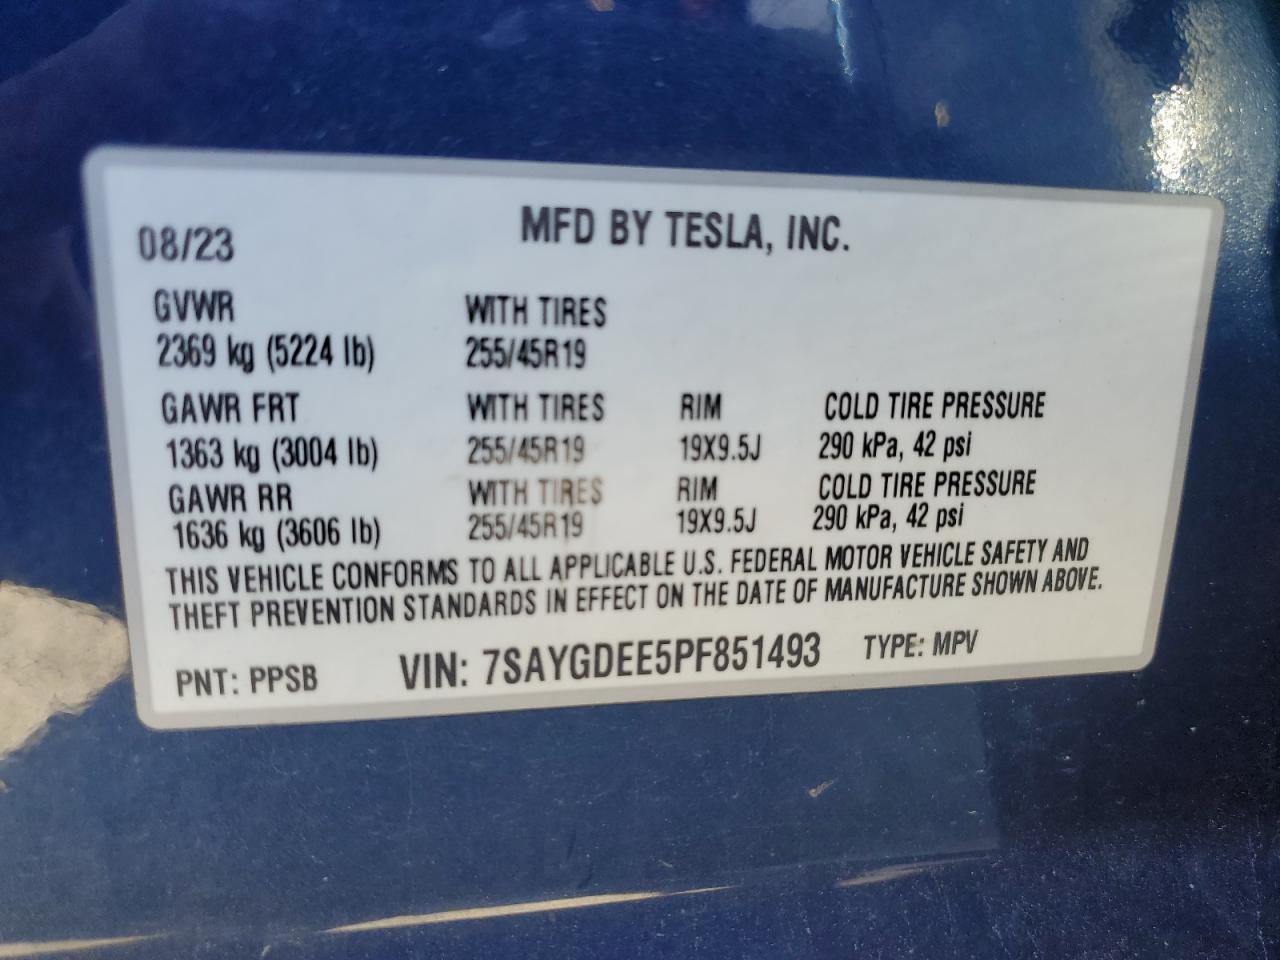 08/23 MFD BY TESLA, INC.
GVWR WITH TIRES
2369 kg (5224 lb) 255/45R19
GAWR FRT WITH TIRES RIM COLD TIRE PRESSURE
1363 kg (3004 lb) 255/45R19 19X9.5J 290 kPa, 42 psi
GAWR RR WITH TIRES RIM COLD TIRE PRESSURE
1636 kg (3606 lb) 255/45R19 19X9.5J 290 kPa, 42 psi
THIS VEHICLE CONFORMS TO ALL APPLICABLE U.S. FEDERAL MOTOR VEHICLE SAFETY AND
THEFT PREVENTION STANDARDS IN EFFECT ON THE DATE OF MANUFACTURE SHOWN ABOVE.
PNT: PPSB VIN: 7SAYGDEE5PF851493 TYPE: MPV